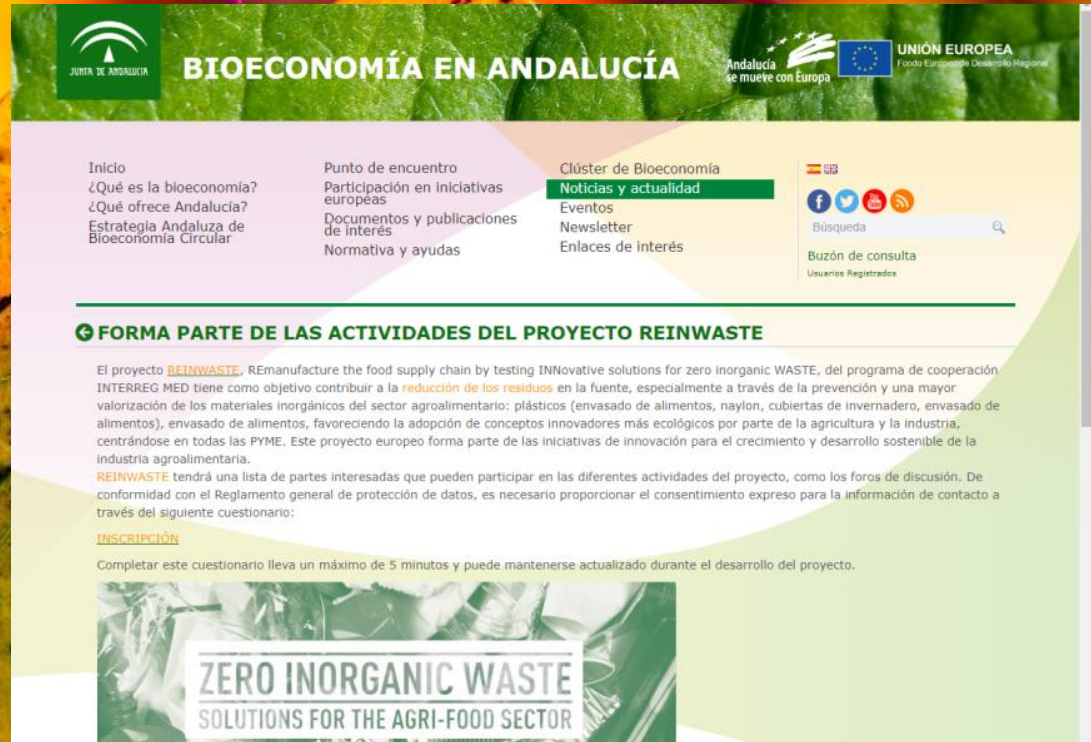 JUNTA DE ANDALUCIA
BIOECONOMÍA EN ANDALUCÍA
Andalucía
se mueve con Europa
UNIÓN EUROPEA
Fondo Europeo de Desarrollo Regional
Inicio
¿Qué es la bioeconomía?
¿Qué ofrece Andalucía?
Estrategia Andaluza de
Bioeconomía Circular
Punto de encuentro
Participación en iniciativas
europeas
Documentos y publicaciones
de interés
Normativa y ayudas
Clúster de Bioeconomía
Noticias y actualidad
Eventos
Newsletter
Enlaces de interés
Búsqueda
Buzón de consulta
Usuarios Registrados
FORMA PARTE DE LAS ACTIVIDADES DEL PROYECTO REINWASTE
El proyecto REINWASTE, REmanufacture the food supply chain by testing INNovative solutions for zero inorganic WASTE, del programa de cooperación
INTERREG MED tiene como objetivo contribuir a la reducción de los residuos en la fuente, especialmente a través de la prevención y una mayor
valorización de los materiales inorgánicos del sector agroalimentario: plásticos (envasado de alimentos, naylon, cubiertas de invernadero, envasado de
alimentos), envasado de alimentos, favoreciendo la adopción de conceptos innovadores más ecológicos por parte de la agricultura y la industria,
centrándose en todas las PYME. Este proyecto europeo forma parte de las iniciativas de innovación para el crecimiento y desarrollo sostenible de la
industria agroalimentaria.
REINWASTE tendrá una lista de partes interesadas que pueden participar en las diferentes actividades del proyecto, como los foros de discusión. De
conformidad con el Reglamento general de protección de datos, es necesario proporcionar el consentimiento expreso para la información de contacto a
través del siguiente cuestionario:
INSCRIPCIÓN
Completar este cuestionario lleva un máximo de 5 minutos y puede mantenerse actualizado durante el desarrollo del proyecto.
ZERO INORGANIC WASTE
SOLUTIONS FOR THE AGRI-FOOD SECTOR